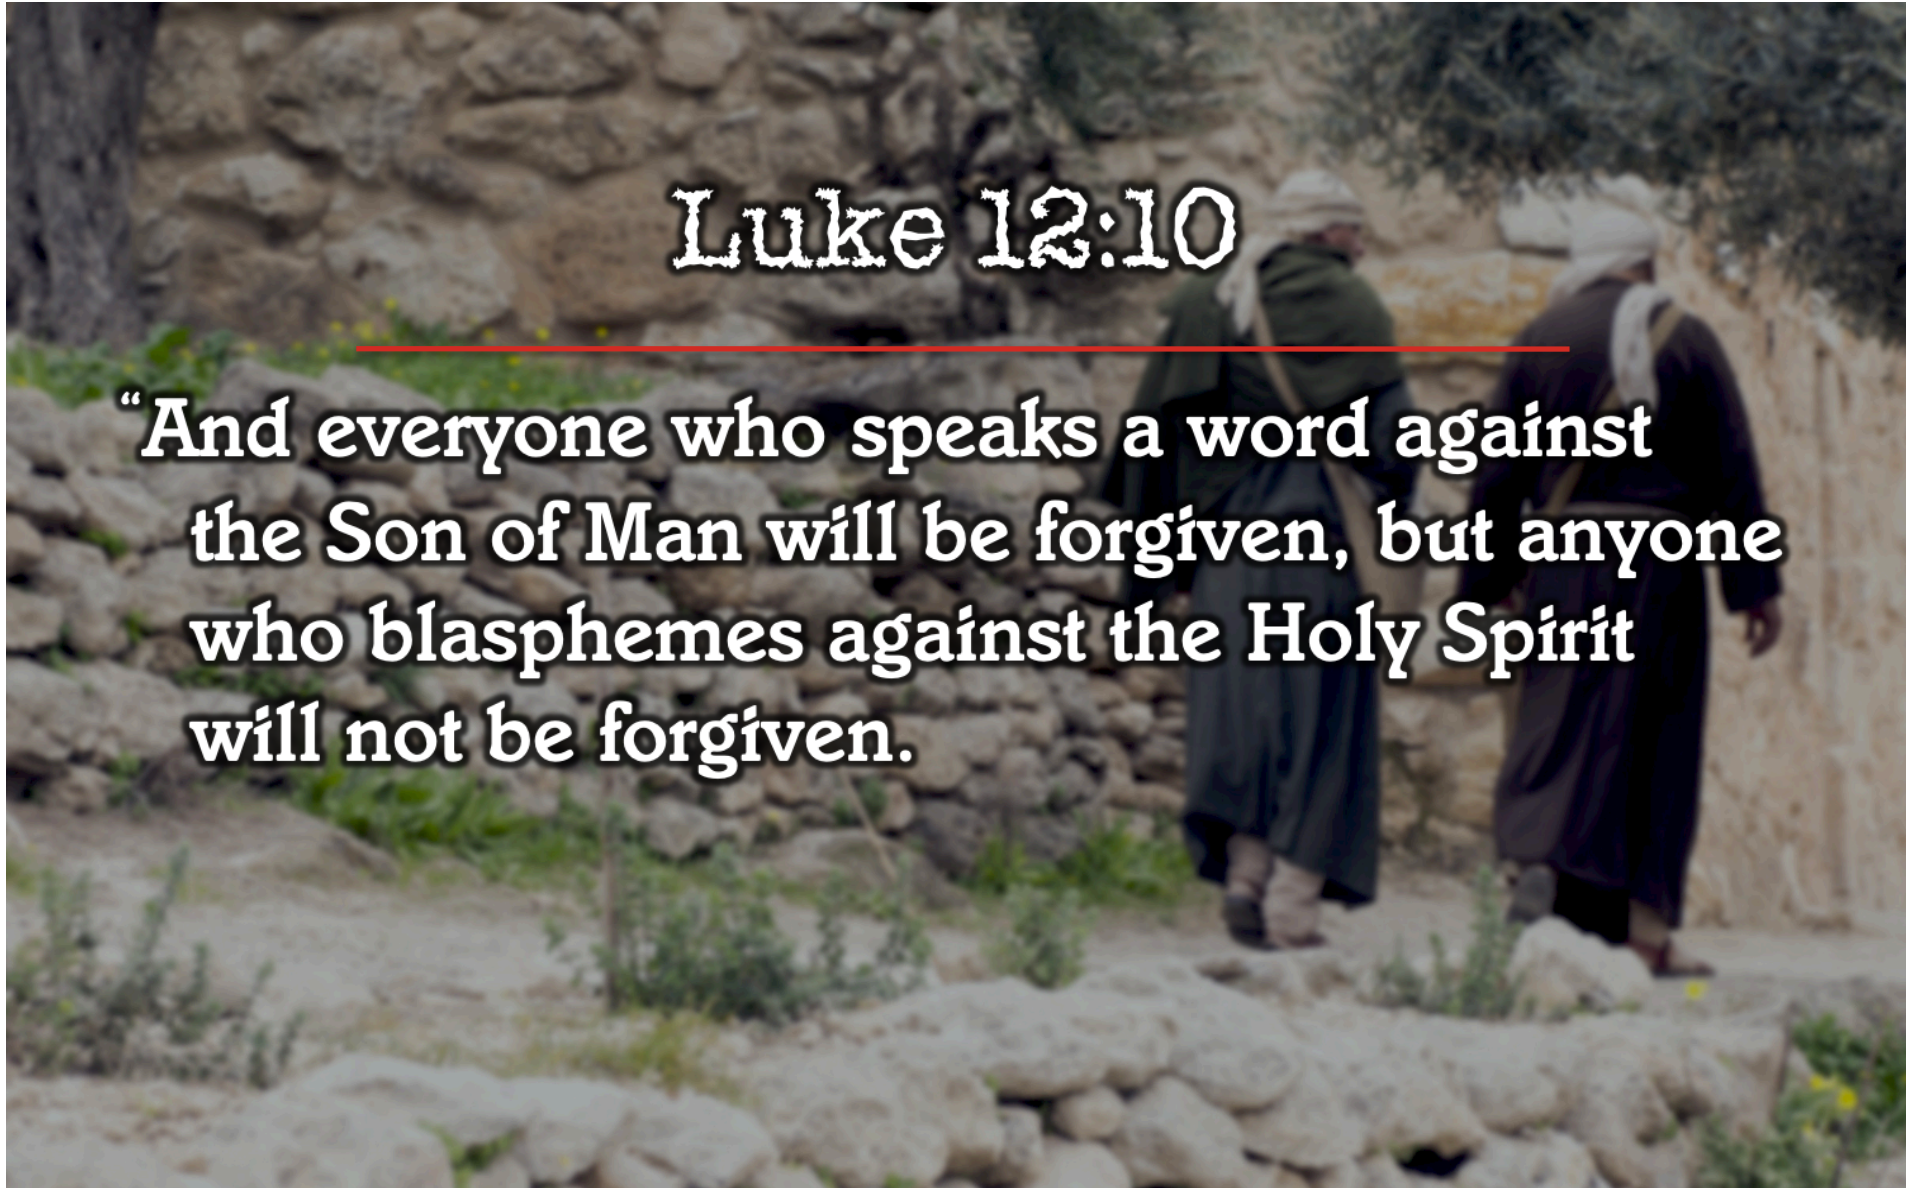 Luke 12:10
“And everyone who speaks a word against
the Son of Man will be forgiven, but anyone
who blasphemes against the Holy Spirit
will not be forgiven.